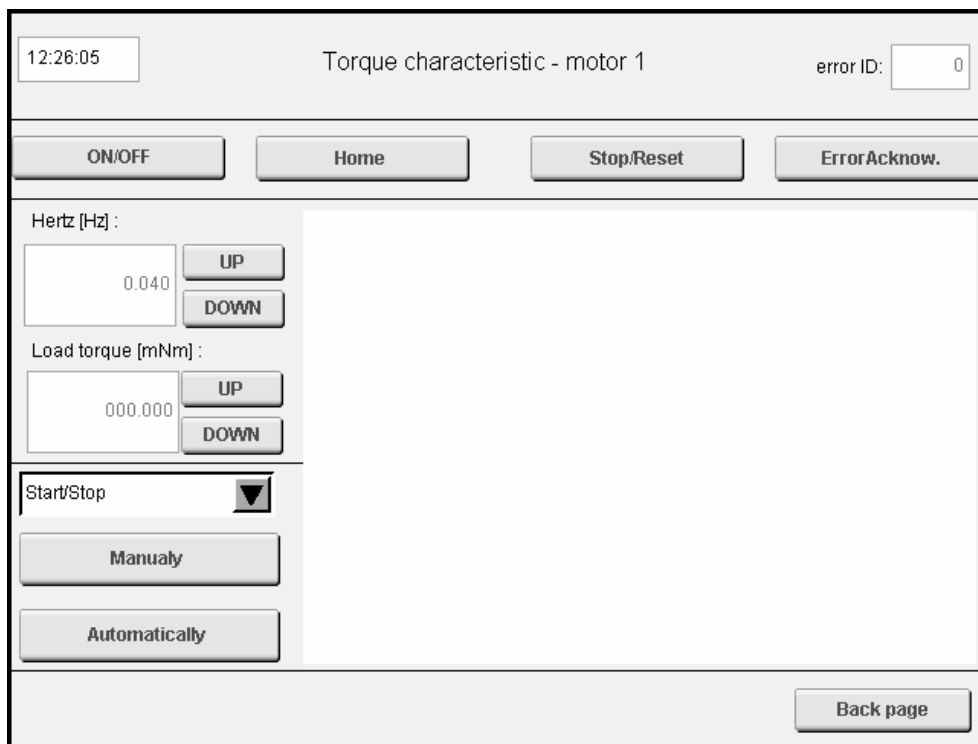 12:26:05
Torque characteristic - motor 1
error ID: 0
ON/OFF
Home
Stop/Reset
ErrorAcknow.
Hertz [Hz] :
0.040
UP
DOWN
Load torque [mNm] :
000.000
UP
DOWN
Start/Stop
Manualy
Automatically
Back page